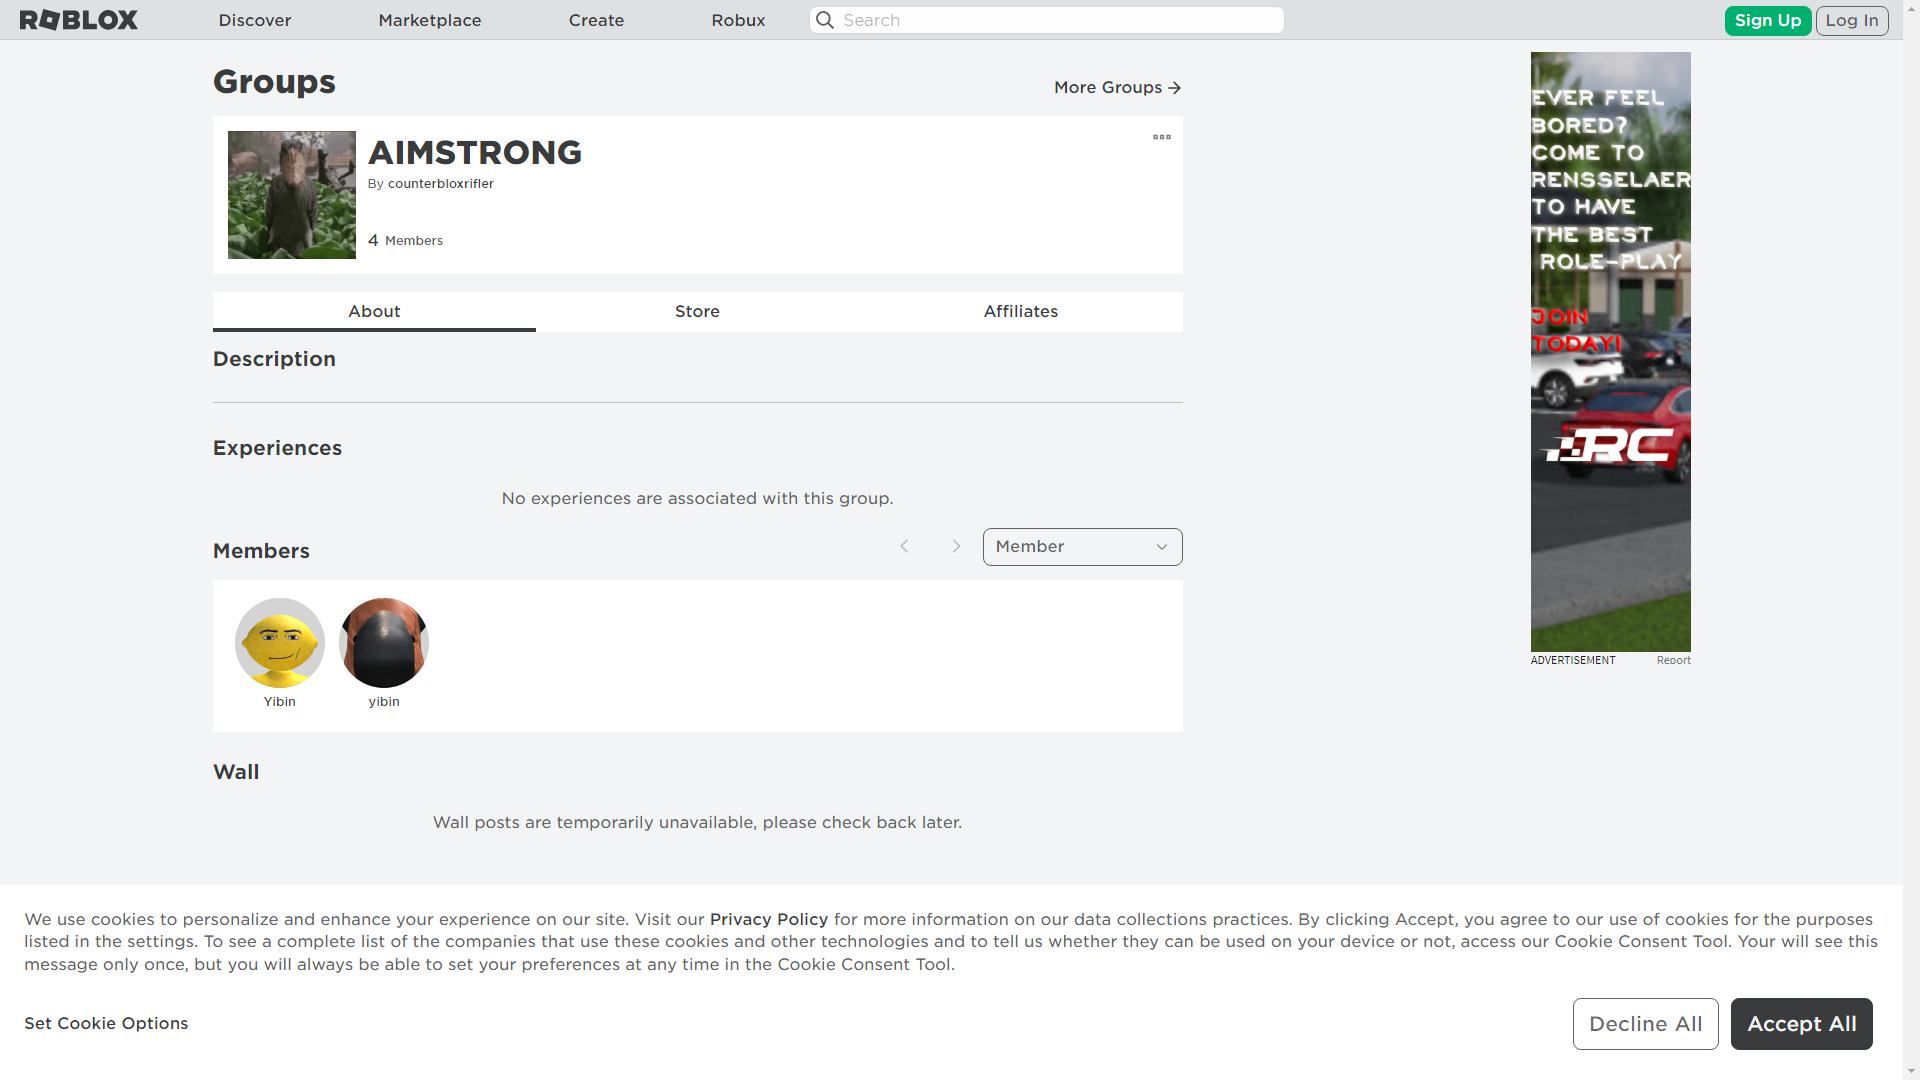 ROBLOX
Discover
Marketplace
Create
Robux
Search
Sign Up
Log In
Groups
More Groups
AIMSTRONG
By counterbloxrifler
4 Members
About
Store
Affiliates
Description
Experiences
No experiences are associated with this group.
Members
Member
Yibin
yibin
Wall
Wall posts are temporarily unavailable, please check back later.
EVER FEEL
BORED?
COME TO
RENSSELAER
TO HAVE
THE BEST
ROLE-PLAY
JOIN
TODAY!
RC
ADVERTISEMENT
Report
We use cookies to personalize and enhance your experience on our site. Visit our Privacy Policy for more information on our data collections practices. By clicking Accept, you agree to our use of cookies for the purposes
listed in the settings. To see a complete list of the companies that use these cookies and other technologies and to tell us whether they can be used on your device or not, access our Cookie Consent Tool. Your will see this
message only once, but you will always be able to set your preferences at any time in the Cookie Consent Tool.
Set Cookie Options
Decline All
Accept All